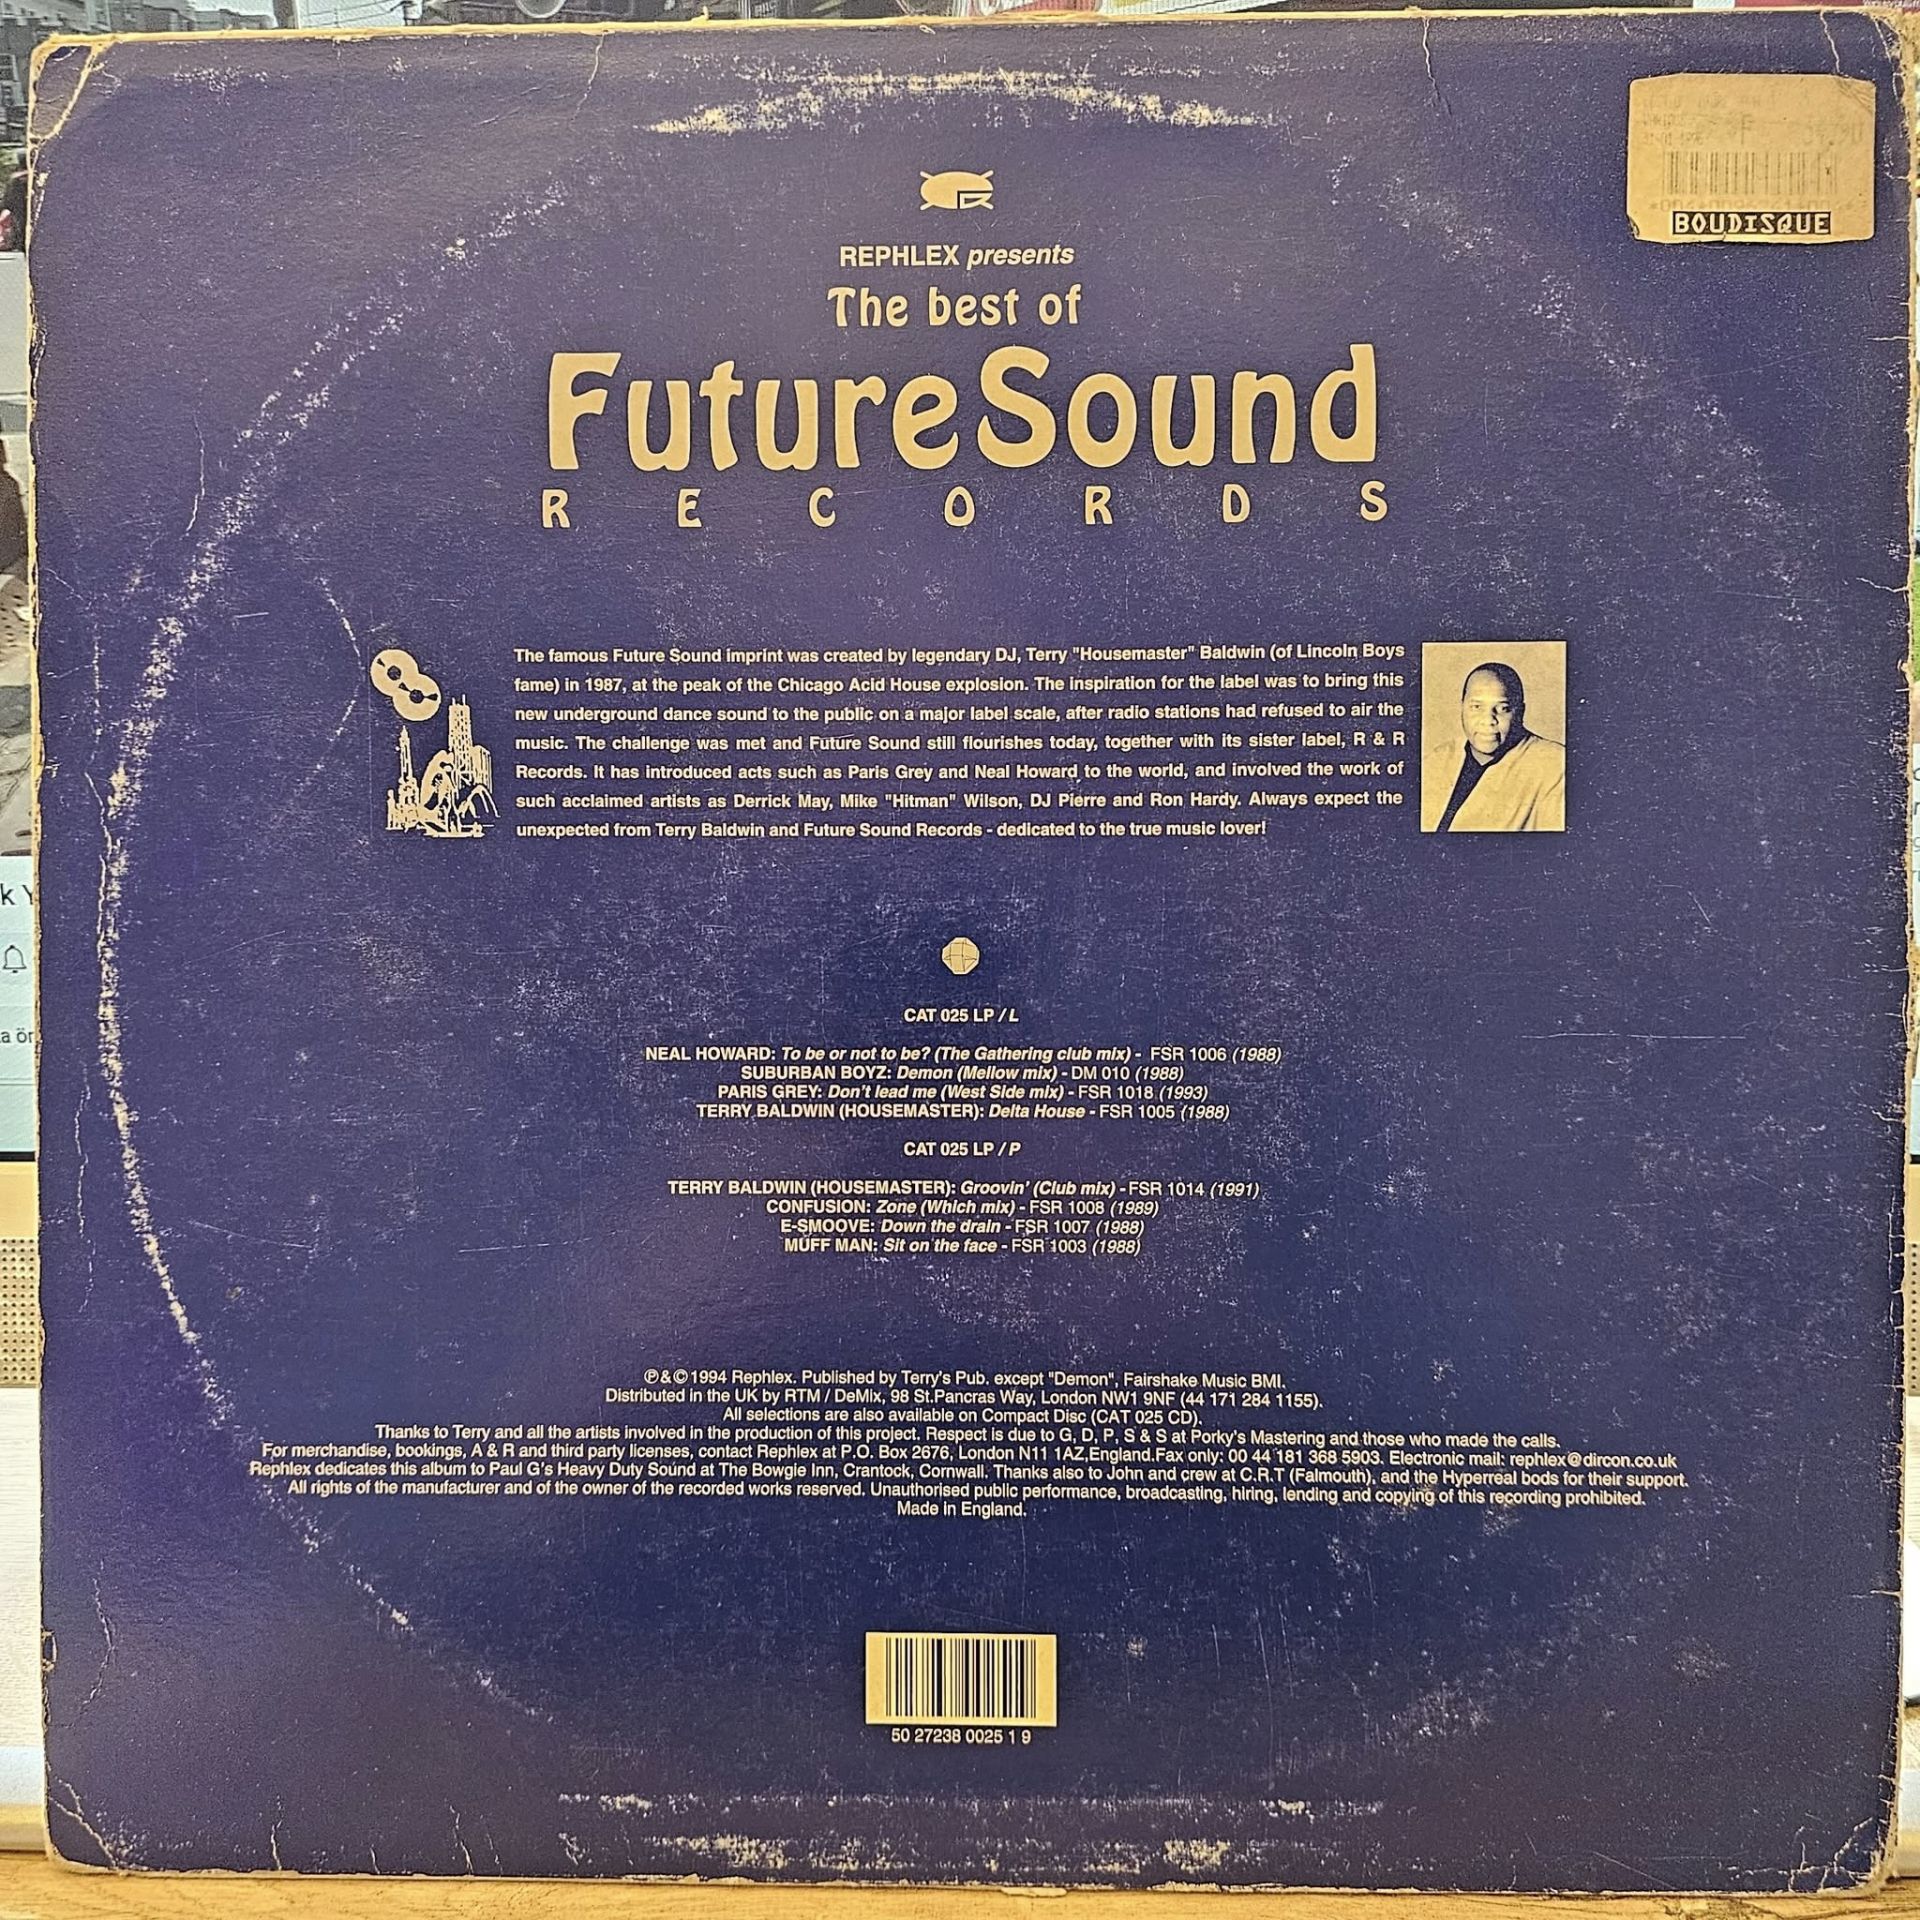 BOUDISQUE
REPHLEX presents
The best of
FutureSound
RECORDS
The famous Future Sound imprint was created by legendary DJ, Terry "Housemaster" Baldwin (of Lincoln Boys
fame) in 1987, at the peak of the Chicago Acid House explosion. The inspiration for the label was to bring this
new underground dance sound to the public on a major label scale, after radio stations had refused to air the
music. The challenge was met and Future Sound still flourishes today, together with its sister label, R & R
Records. It has introduced acts such as Paris Grey and Neal Howard to the world, and involved the work of
such acclaimed artists as Derrick May, Mike "Hitman" Wilson, DJ Pierre and Ron Hardy. Always expect the
unexpected from Terry Baldwin and Future Sound Records - dedicated to the true music lover!
CAT 025 LP / L
NEAL HOWARD: To be or not to be? (The Gathering club mix) - FSR 1006 (1988)
SUBURBAN BOYZ: Demon (Mellow mix) - DM 010 (1988)
PARIS GREY: Don't lead me (West Side mix) - FSR 1018 (1993)
TERRY BALDWIN (HOUSEMASTER): Delta House - FSR 1005 (1988)
CAT 025 LP / P
TERRY BALDWIN (HOUSEMASTER): Groovin' (Club mix) - FSR 1014 (1991)
CONFUSION: Zone (Which mix) - FSR 1008 (1989)
E-SMOOVE: Down the drain - FSR 1007 (1988)
MUFF MAN: Sit on the face - FSR 1003 (1988)
℗&©1994 Rephlex. Published by Terry's Pub. except "Demon", Fairshake Music BMI.
Distributed in the UK by RTM / DeMix, 98 St.Pancras Way, London NW1 9NF (44 171 284 1155).
All selections are also available on Compact Disc (CAT 025 CD).
Thanks to Terry and all the artists involved in the production of this project. Respect is due to G, D, P, S & S at Porky's Mastering and those who made the calls.
For merchandise, bookings, A & R and third party licenses, contact Rephlex at P.O. Box 2676, London N11 1AZ,England.Fax only: 00 44 181 368 5903. Electronic mail: rephlex@dircon.co.uk
Rephlex dedicates this album to Paul G's Heavy Duty Sound at The Bowgie Inn, Crantock, Cornwall. Thanks also to John and crew at C.R.T (Falmouth), and the Hyperreal bods for their support.
All rights of the manufacturer and of the owner of the recorded works reserved. Unauthorised public performance, broadcasting, hiring, lending and copying of this recording prohibited.
Made in England.
50 27238 0025 1 9